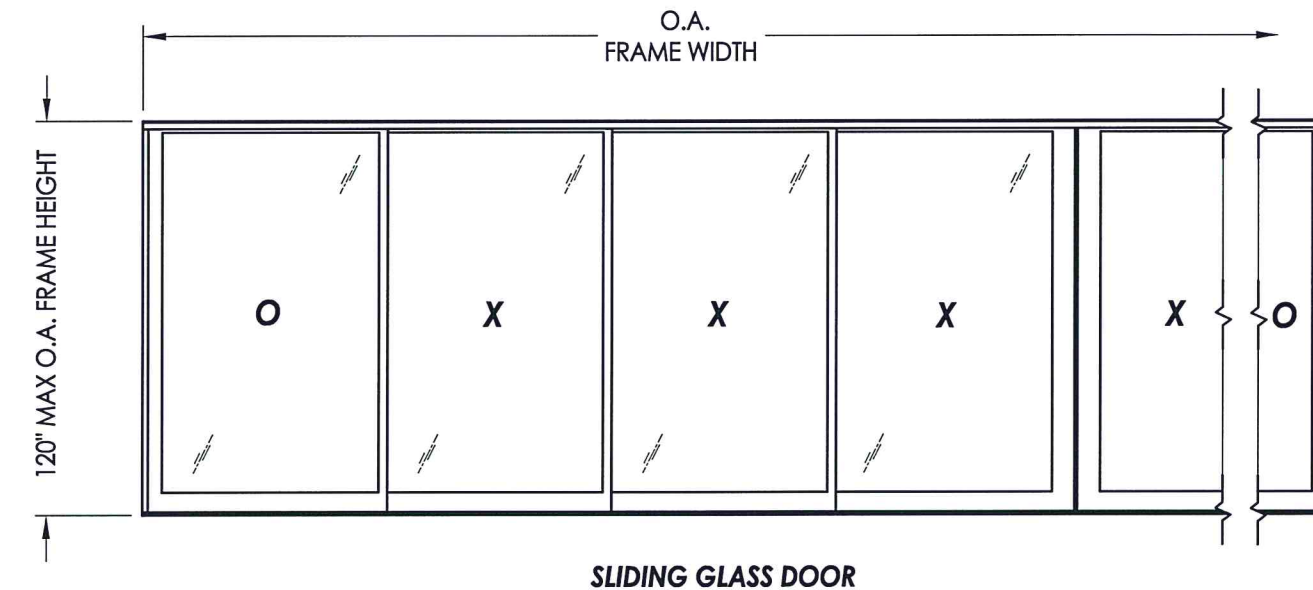 O.A.
FRAME WIDTH
120" MAX O.A. FRAME HEIGHT
O X X X X O
SLIDING GLASS DOOR